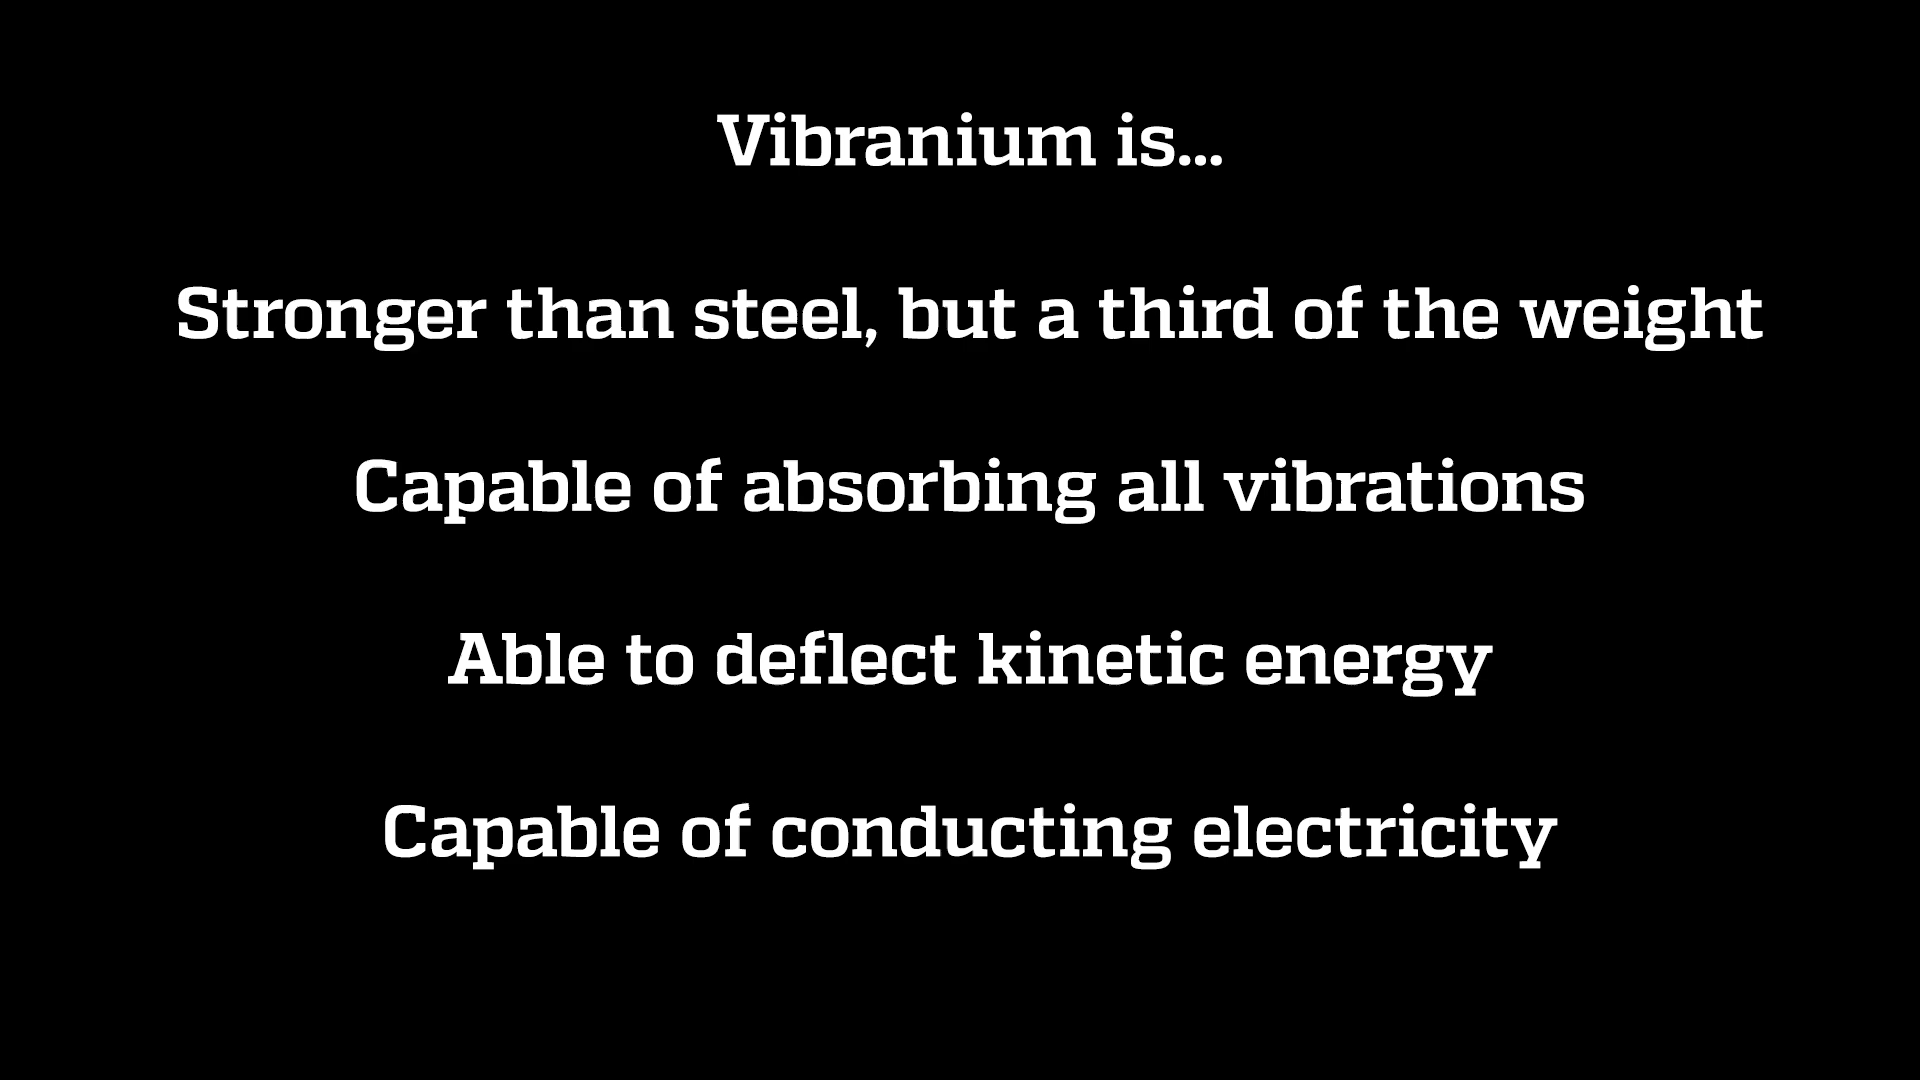 Vibranium is...
Stronger than steel, but a third of the weight
Capable of absorbing all vibrations
Able to deflect kinetic energy
Capable of conducting electricity